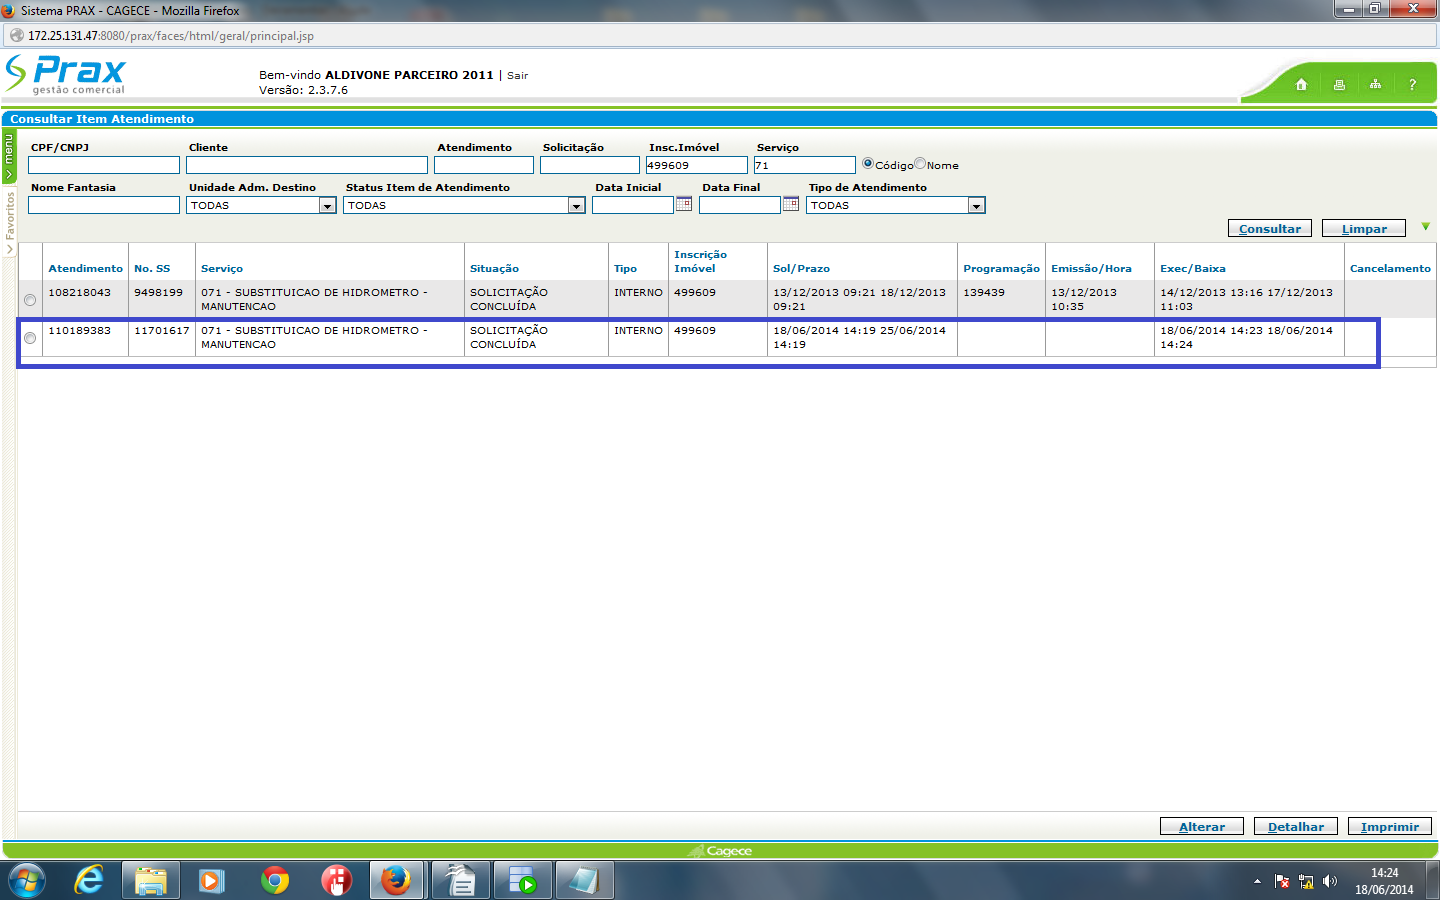 Sistema PRAX - CAGECE - Mozilla Firefox
172.25.131.47:8080/prax/faces/html/geral/principal.jsp
Prax
gestão comercial
Bem-vindo ALDIVONE PARCEIRO 2011 | Sair
Versão: 2.3.7.6
?
Consultar Item Atendimento
menu
Favoritos
CPF/CNPJ Cliente Atendimento Solicitação Insc.Imóvel Serviço
499609 71 Código Nome
Nome Fantasia Unidade Adm. Destino Status Item de Atendimento Data Inicial Data Final Tipo de Atendimento
TODAS TODAS TODAS
Consultar Limpar
Atendimento No. SS Serviço Situação Tipo Inscrição Imóvel Sol/Prazo Programação Emissão/Hora Exec/Baixa Cancelamento
108218043 9498199 071 - SUBSTITUICAO DE HIDROMETRO - SOLICITAÇÃO INTERNO 499609 13/12/2013 09:21 18/12/2013 139439 13/12/2013 14/12/2013 13:16 17/12/2013
MANUTENCAO CONCLUÍDA 09:21 10:35 11:03
110189383 11701617 071 - SUBSTITUICAO DE HIDROMETRO - SOLICITAÇÃO INTERNO 499609 18/06/2014 14:19 25/06/2014 18/06/2014 14:23 18/06/2014
MANUTENCAO CONCLUÍDA 14:19 14:24
Alterar Detalhar Imprimir
Cagece
14:24
18/06/2014